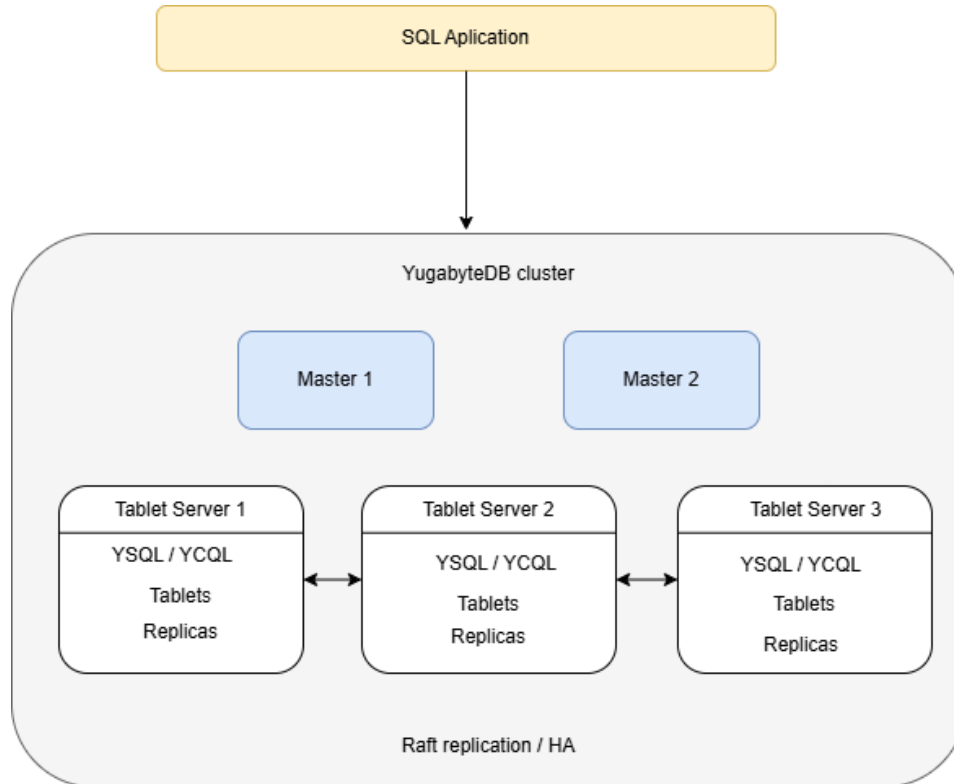 SQL Aplication
YugabyteDB cluster
Master 1
Master 2
Tablet Server 1
YSQL / YCQL
Tablets
Replicas
Tablet Server 2
YSQL / YCQL
Tablets
Replicas
Tablet Server 3
YSQL / YCQL
Tablets
Replicas
Raft replication / HA